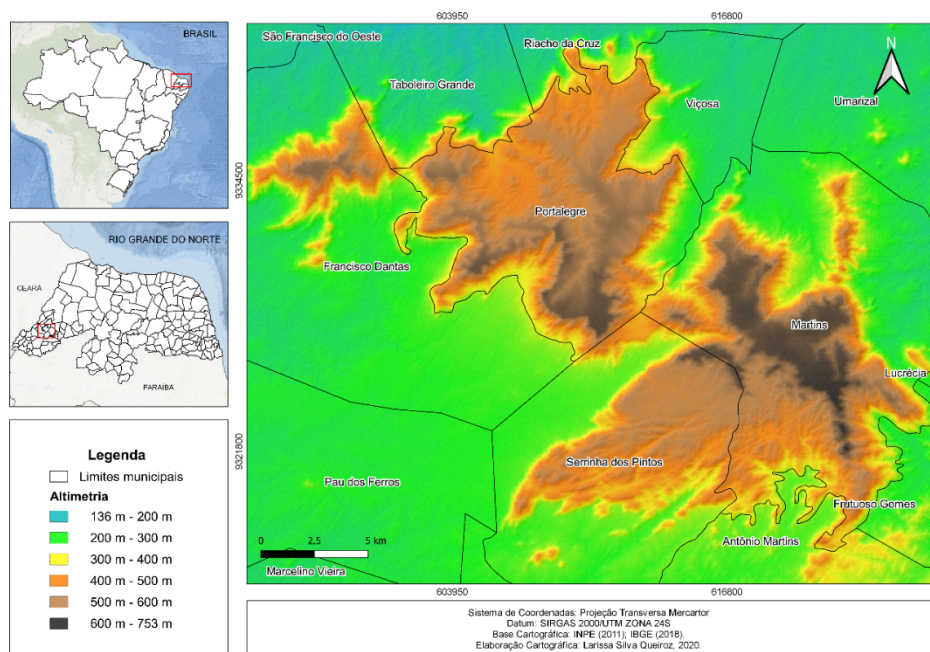 BRASIL
RIO GRANDE DO NORTE
CEARÁ
PARAIBA
Legenda
Limites municipais
Altimetria
136 m - 200 m
200 m - 300 m
300 m - 400 m
400 m - 500 m
500 m - 600 m
600 m - 753 m
603950
616800
9334500
9321800
São Francisco do Oeste
Riacho da Cruz
N
Taboleiro Grande
Viçosa
Umarizal
Portalegre
Francisco Dantas
Martins
Lucrécia
Serrinha dos Pintos
Pau dos Ferros
Frutuoso Gomes
Antônio Martins
0 2.5 5 km
Marcelino Vieira
603950
616800
Sistema de Coordenadas: Projeção Transversa Mercartor
Datum: SIRGAS 2000/UTM ZONA 24S
Base Cartográfica: INPE (2011); IBGE (2018).
Elaboração Cartográfica: Larissa Silva Queiroz, 2020.